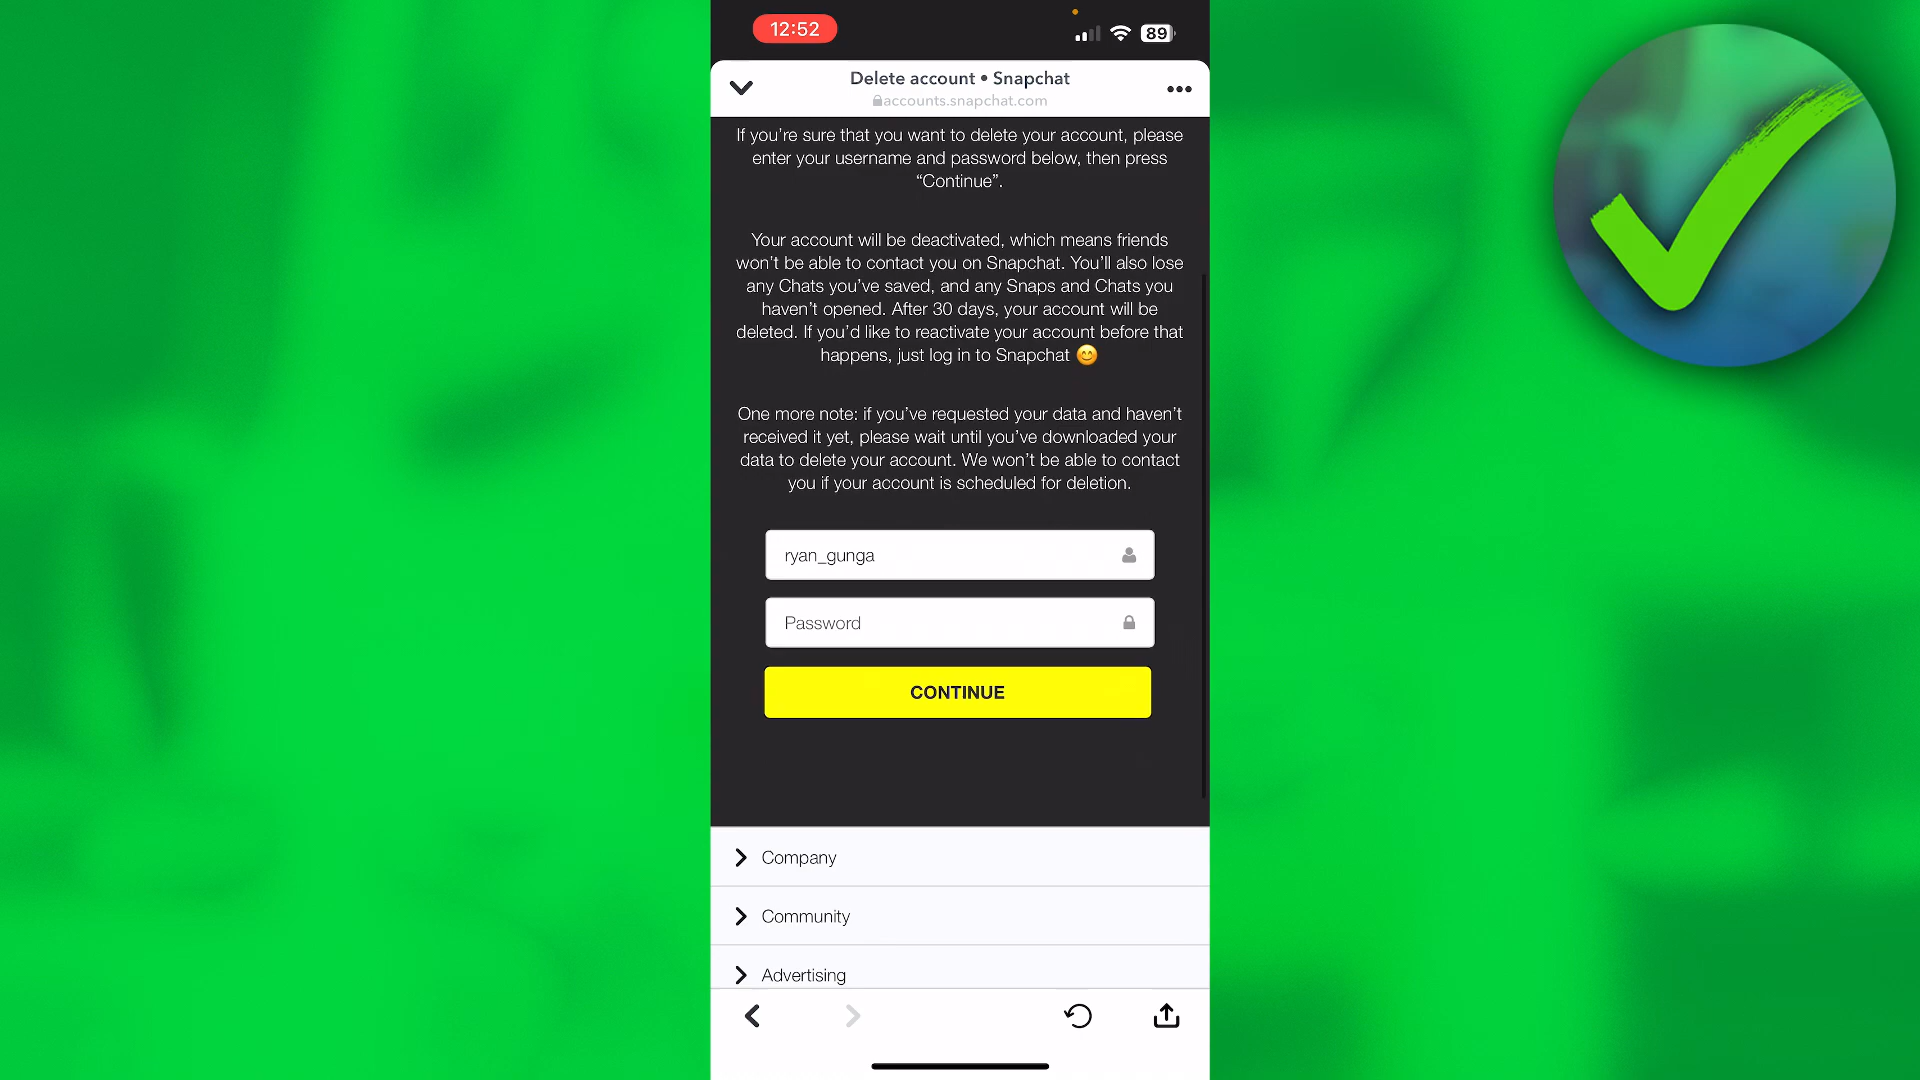 12:52
89
Delete account • Snapchat
accounts.snapchat.com
If you're sure that you want to delete your account, please
enter your username and password below, then press
“Continue”.
Your account will be deactivated, which means friends
won't be able to contact you on Snapchat. You'll also lose
any Chats you've saved, and any Snaps and Chats you
haven't opened. After 30 days, your account will be
deleted. If you'd like to reactivate your account before that
happens, just log in to Snapchat 😊
One more note: if you've requested your data and haven't
received it yet, please wait until you've downloaded your
data to delete your account. We won't be able to contact
you if your account is scheduled for deletion.
ryan_gunga
Password
CONTINUE
Company
Community
Advertising